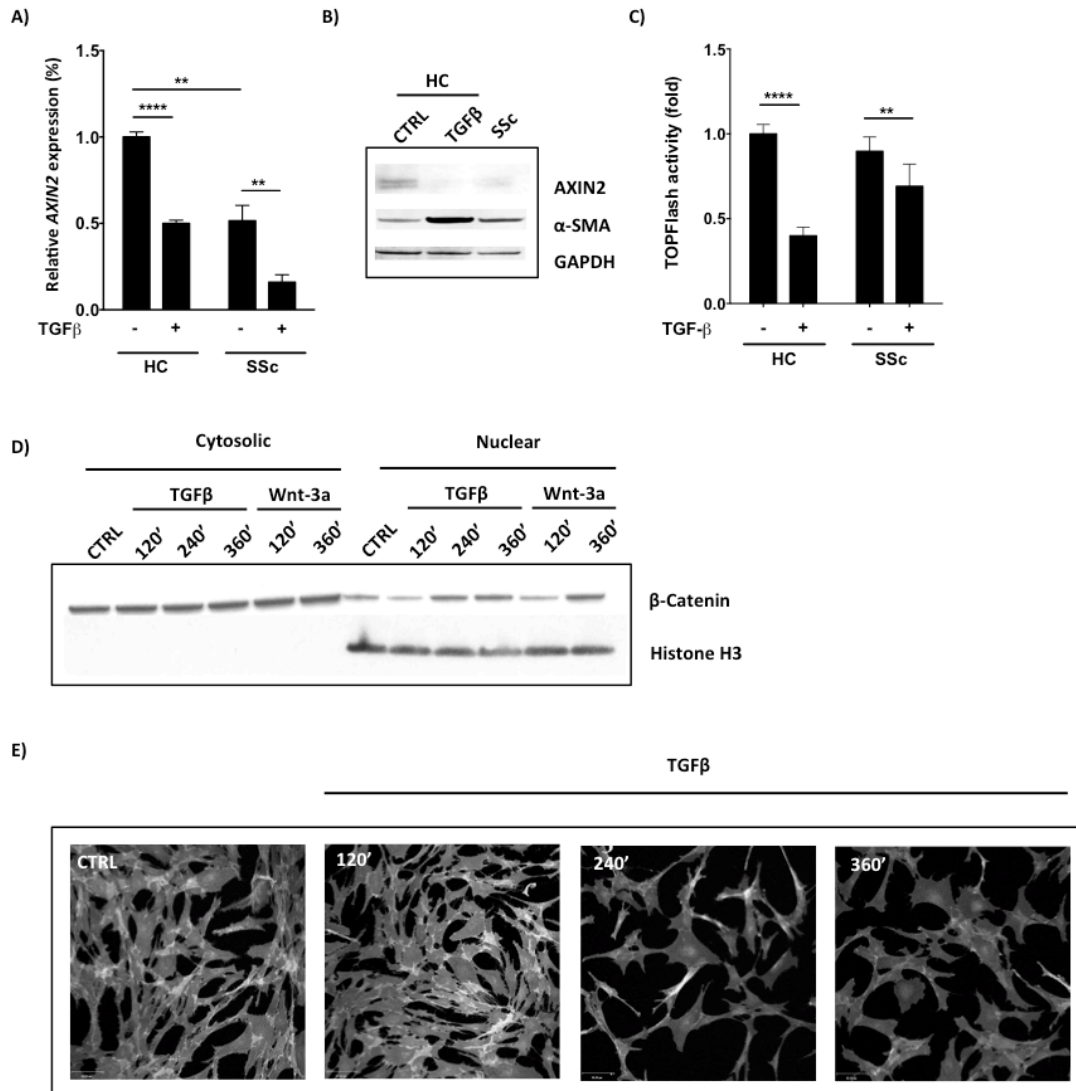 A)
Relative AXIN2 expression (%)
1.5
1.0
0.5
0.0
**
****
**
TGFβ - + - +
HC SSc
B)
HC
CTRL TGFβ SSc
AXIN2
α-SMA
GAPDH
C)
TOPFlash activity (fold)
1.5
1.0
0.5
0.0
****
**
TGF-β - + - +
HC SSc
D)
Cytosolic Nuclear
TGFβ Wnt-3a TGFβ Wnt-3a
CTRL 120′ 240′ 360′ 120′ 360′ CTRL 120′ 240′ 360′ 120′ 360′
β-Catenin
Histone H3
E)
TGFβ
CTRL 120′ 240′ 360′